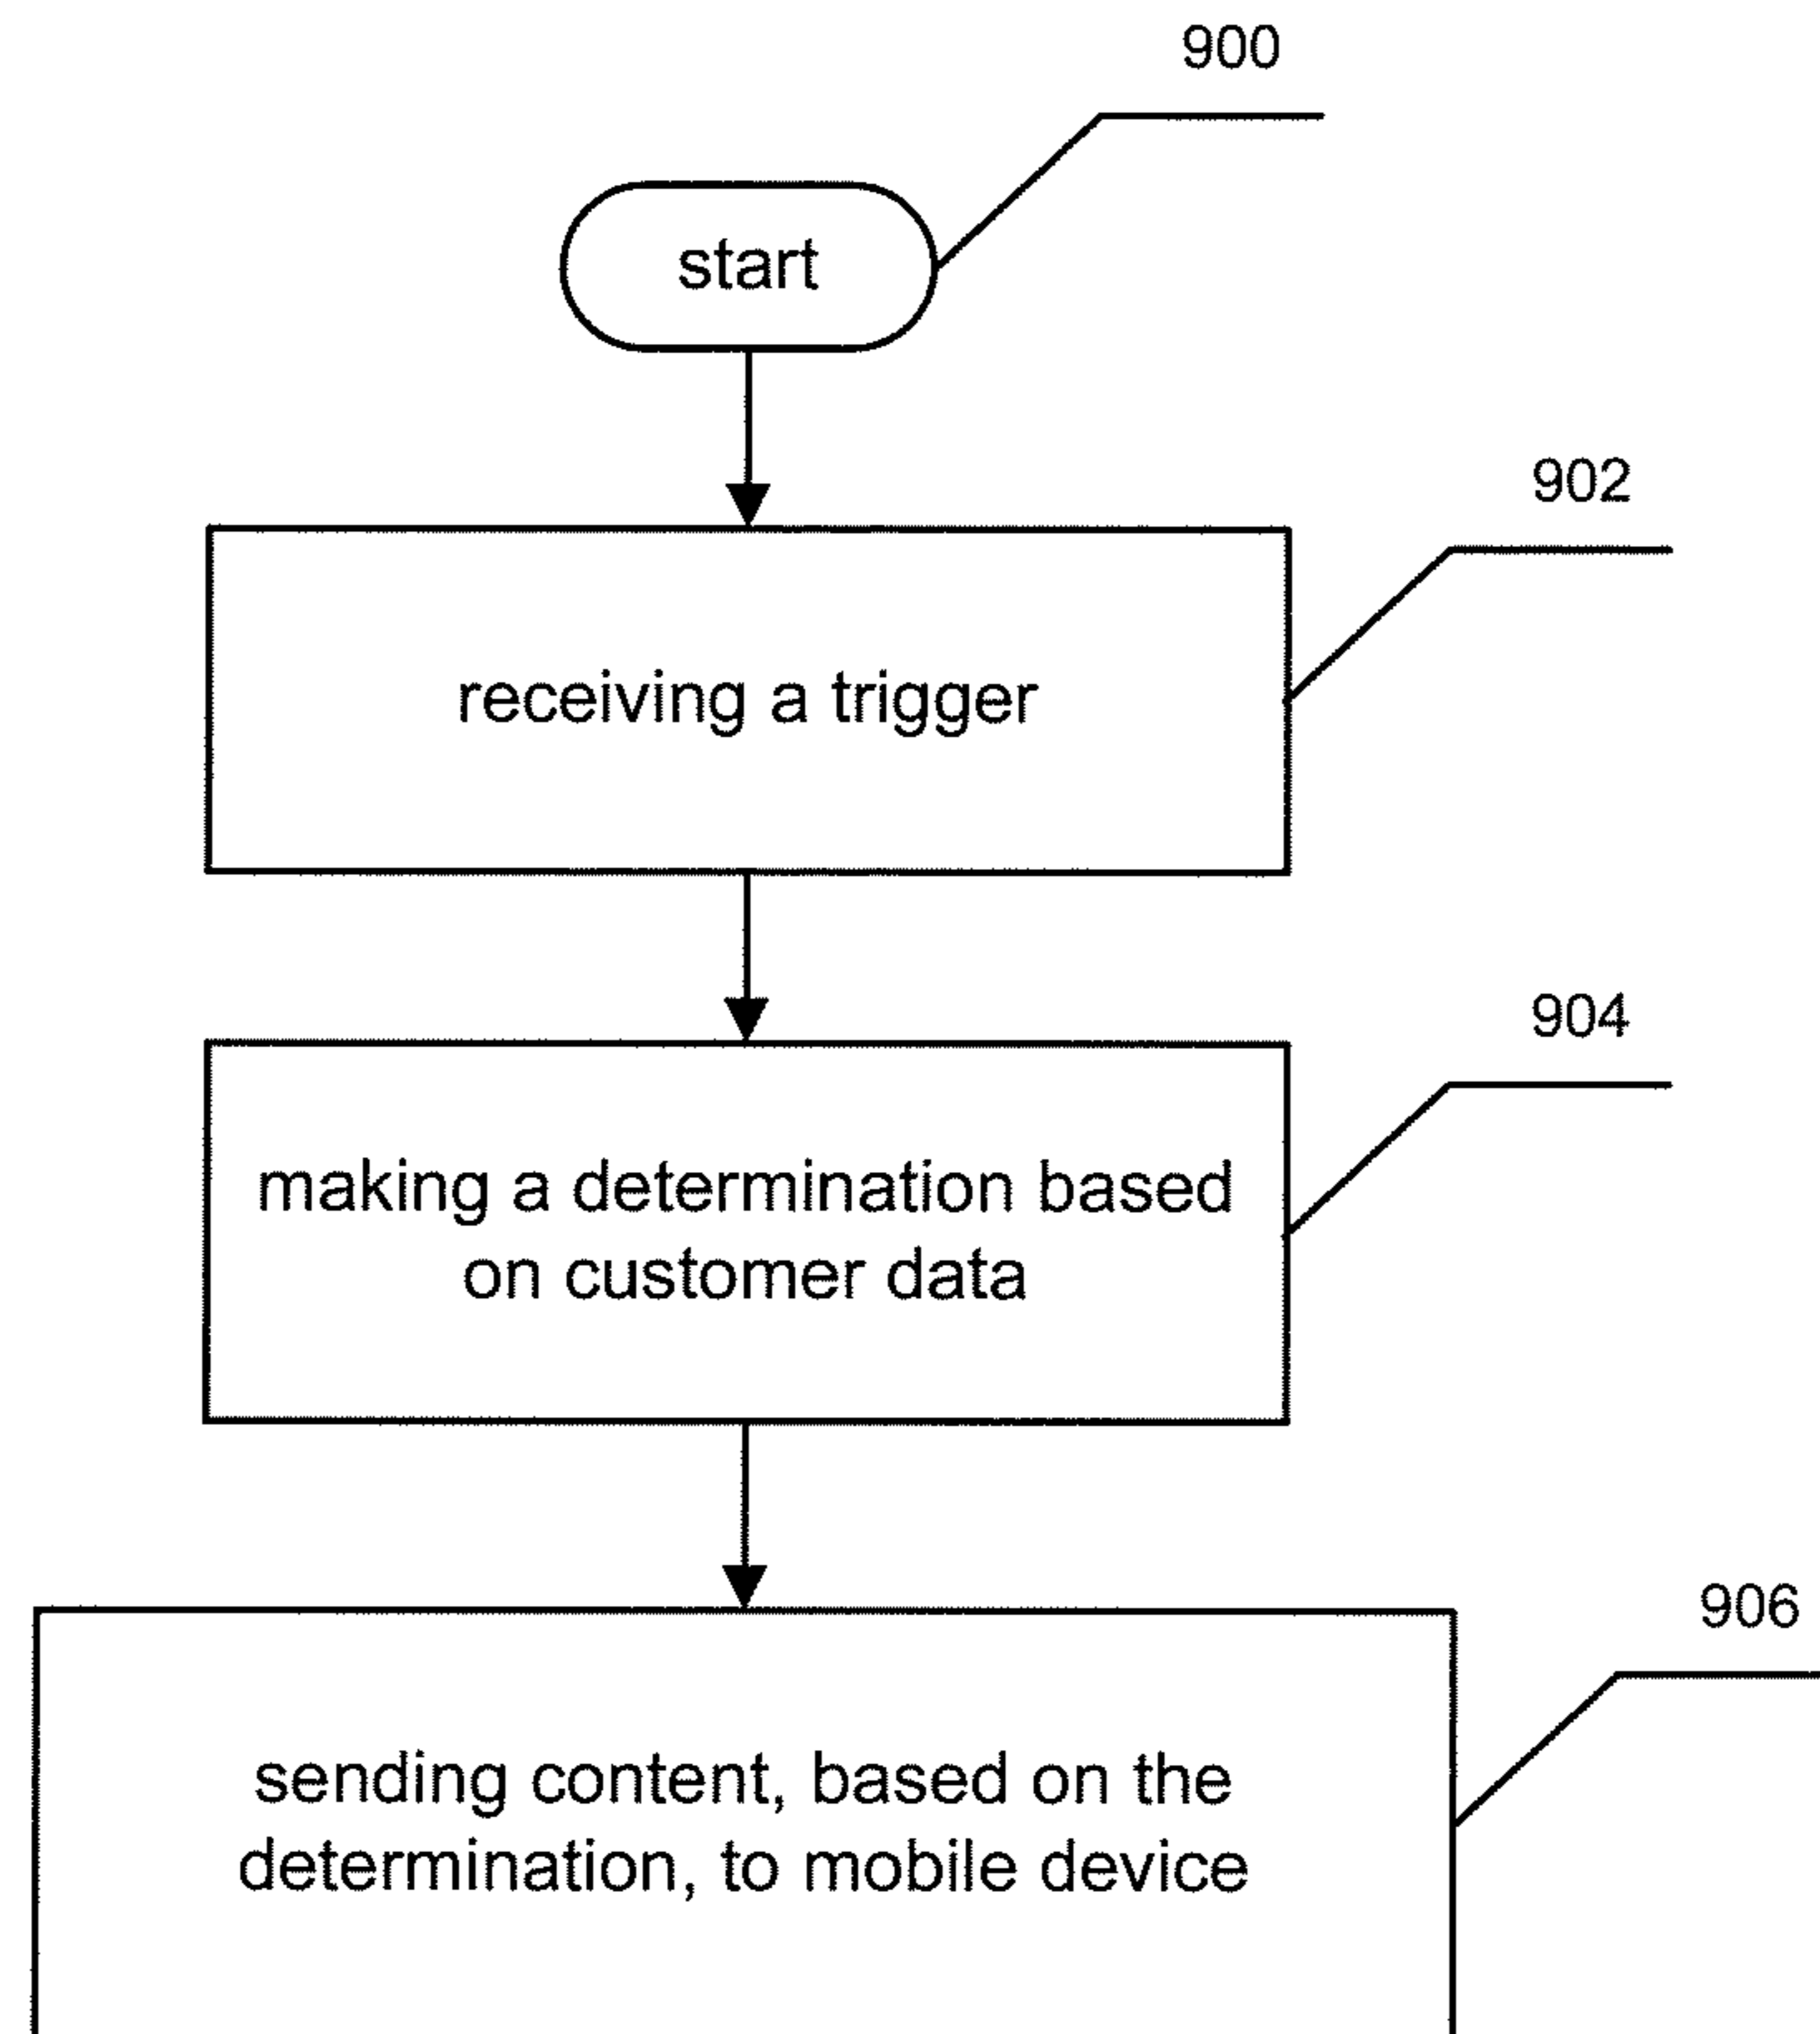 900
start
902
receiving a trigger
904
making a determination based
on customer data
906
sending content, based on the
determination, to mobile device